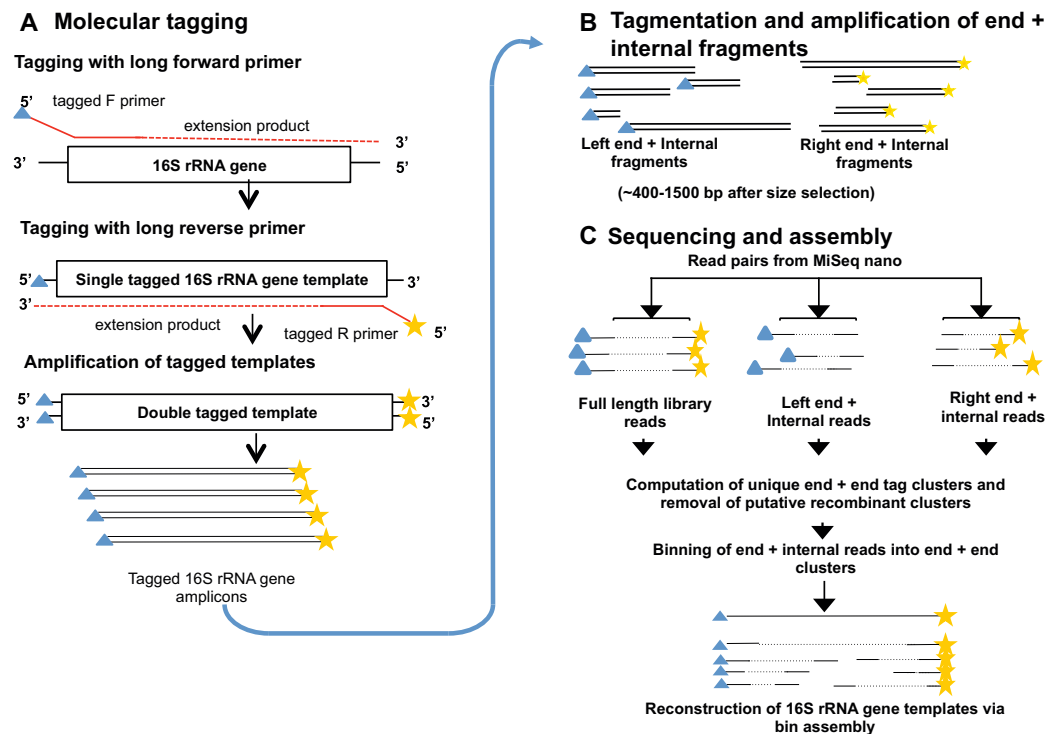 A Molecular tagging
Tagging with long forward primer
5’
tagged F primer
extension product
3’
3’
16S rRNA gene
5’
Tagging with long reverse primer
5’
Single tagged 16S rRNA gene template
3’
3’
extension product
tagged R primer
5’
Amplification of tagged templates
5’
3’
Double tagged template
3’
5’
Tagged 16S rRNA gene
amplicons
B Tagmentation and amplification of end +
internal fragments
Left end + Internal
fragments
Right end + Internal
fragments
(~400-1500 bp after size selection)
C Sequencing and assembly
Read pairs from MiSeq nano
Full length library
reads
Left end +
Internal reads
Right end +
internal reads
Computation of unique end + end tag clusters and
removal of putative recombinant clusters
Binning of end + internal reads into end + end
clusters
Reconstruction of 16S rRNA gene templates via
bin assembly